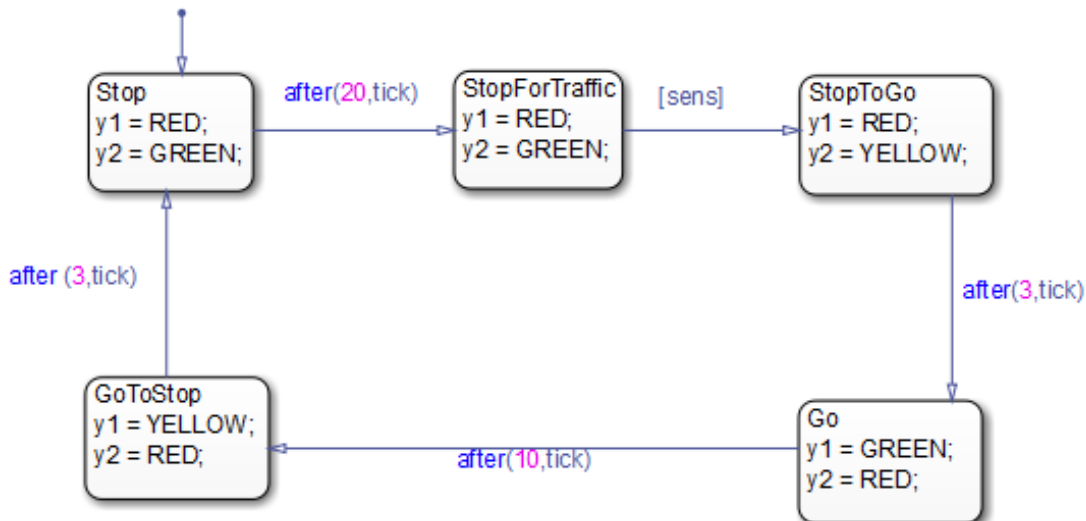 Stop
y1 = RED;
y2 = GREEN;
after(20,tick)
StopForTraffic
y1 = RED;
y2 = GREEN;
[sens]
StopToGo
y1 = RED;
y2 = YELLOW;
after (3,tick)
after(3,tick)
GoToStop
y1 = YELLOW;
y2 = RED;
after(10,tick)
Go
y1 = GREEN;
y2 = RED;